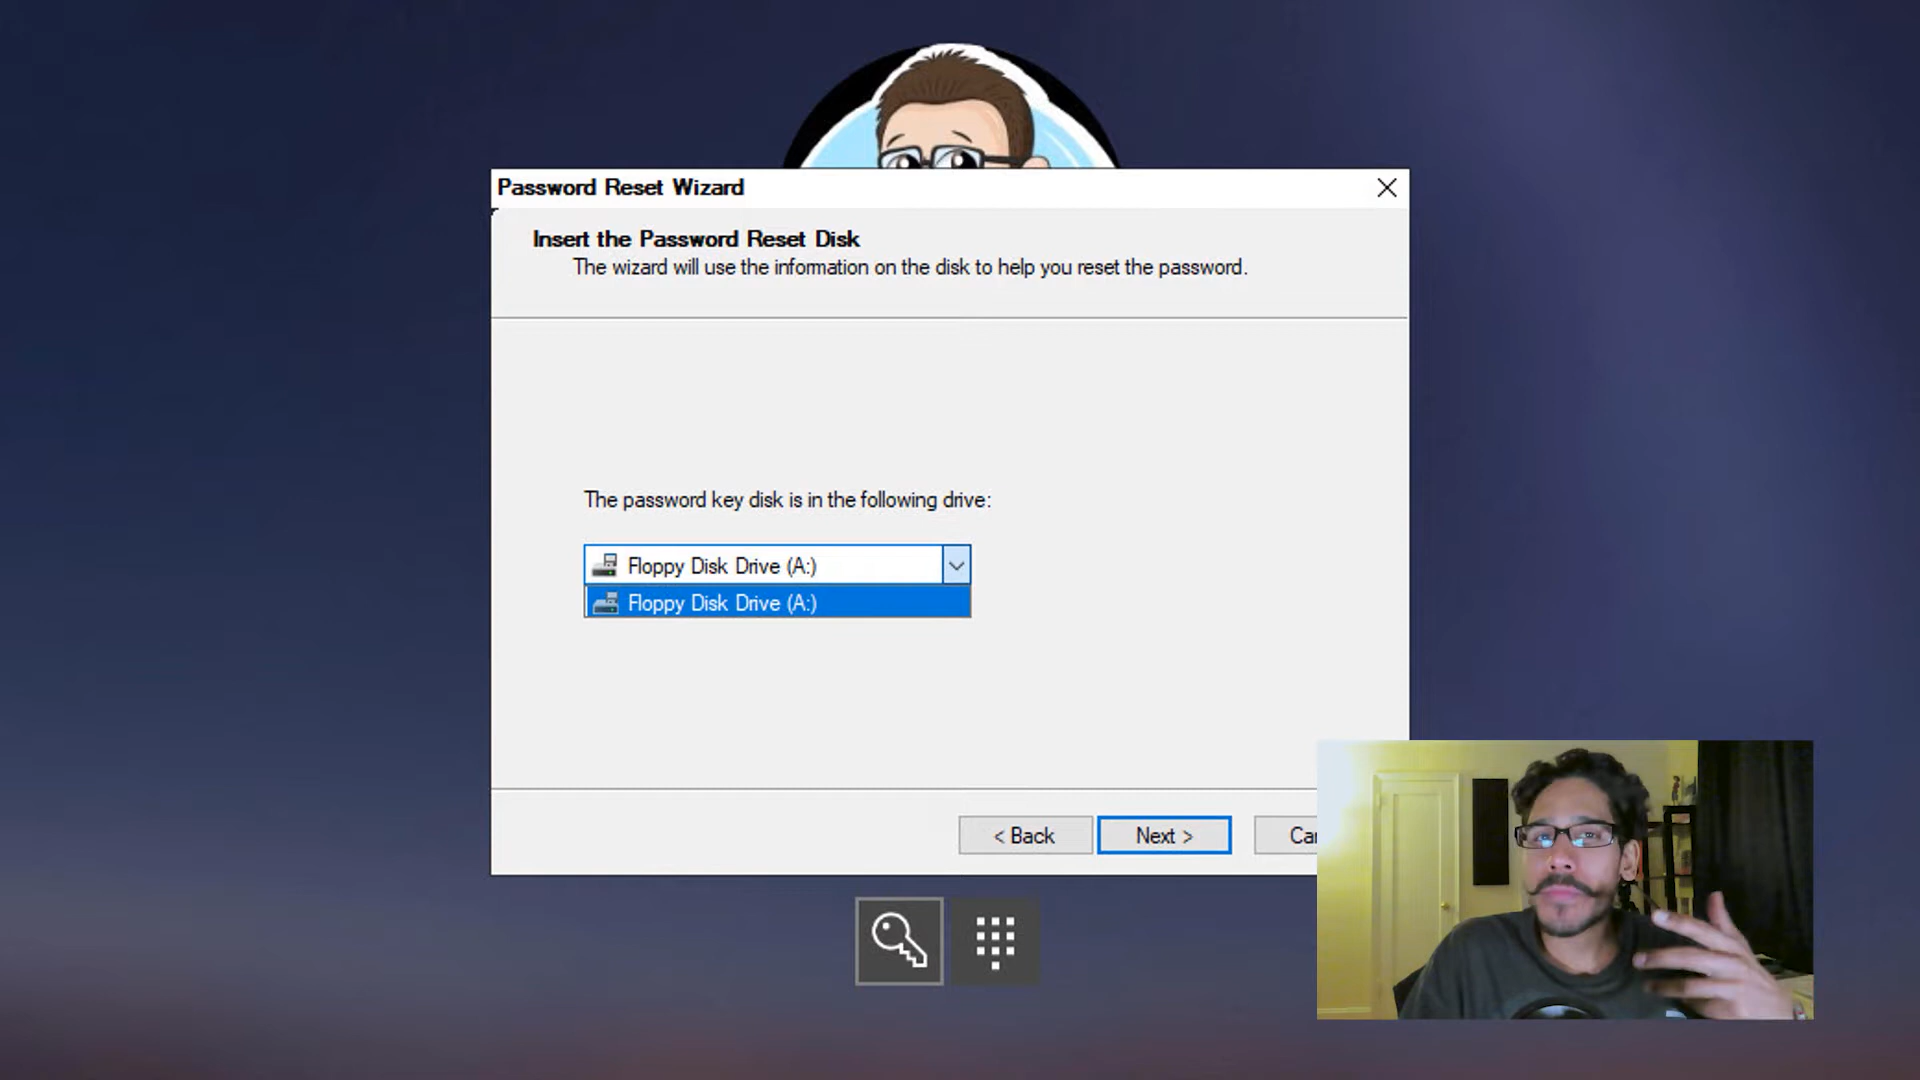 Password Reset Wizard
Insert the Password Reset Disk
The wizard will use the information on the disk to help you reset the password.
The password key disk is in the following drive:
Floppy Disk Drive (A:)
Floppy Disk Drive (A:)
< Back
Next >
Ca